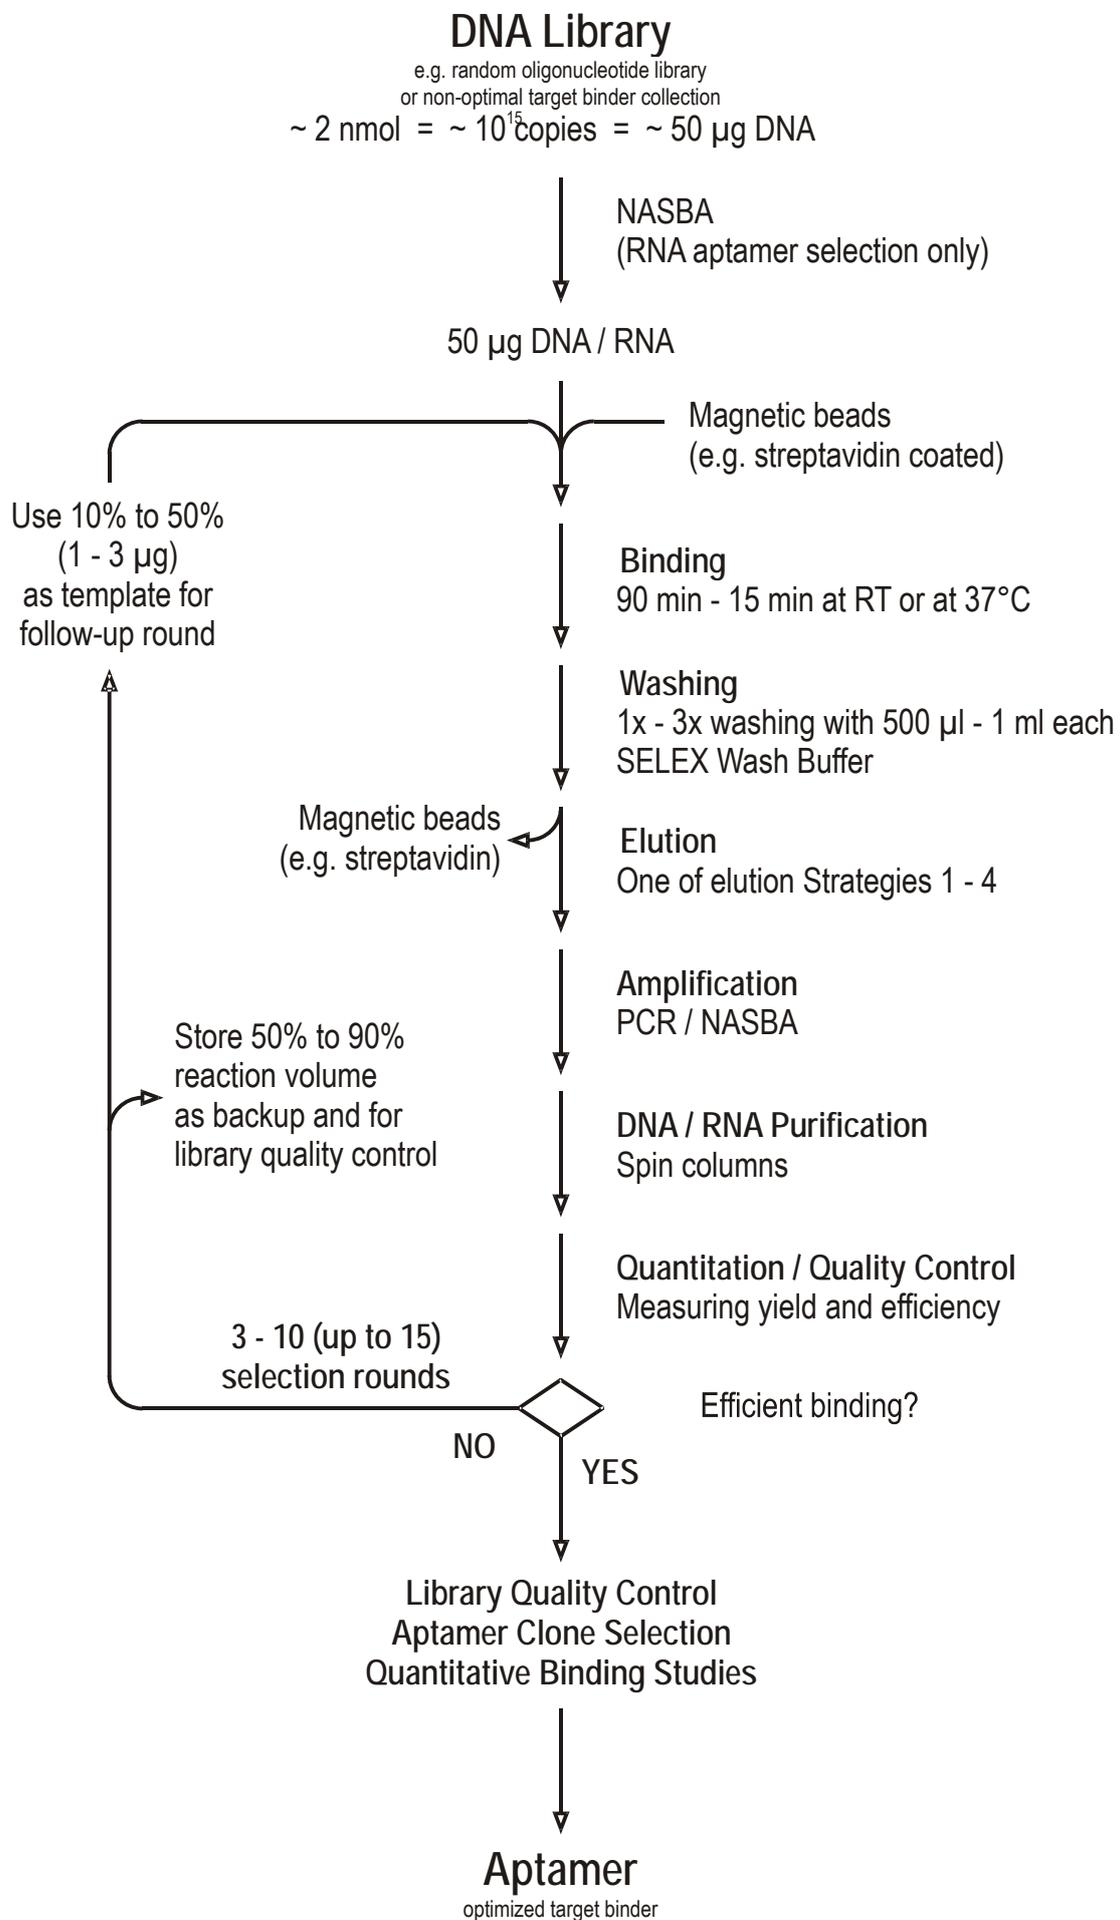 DNA Library
e.g. random oligonucleotide library
or non-optimal target binder collection
~ 2 nmol = ~ 10¹⁵copies = ~ 50 µg DNA
NASBA
(RNA aptamer selection only)
50 µg DNA / RNA
Magnetic beads
(e.g. streptavidin coated)
Use 10% to 50%
(1 - 3 µg)
as template for
follow-up round
Binding
90 min - 15 min at RT or at 37°C
Washing
1x - 3x washing with 500 µl - 1 ml each
SELEX Wash Buffer
Magnetic beads
(e.g. streptavidin)
Elution
One of elution Strategies 1 - 4
Amplification
PCR / NASBA
Store 50% to 90%
reaction volume
as backup and for
library quality control
DNA / RNA Purification
Spin columns
Quantitation / Quality Control
Measuring yield and efficiency
3 - 10 (up to 15)
selection rounds
Efficient binding?
NO
YES
Library Quality Control
Aptamer Clone Selection
Quantitative Binding Studies
Aptamer
optimized target binder